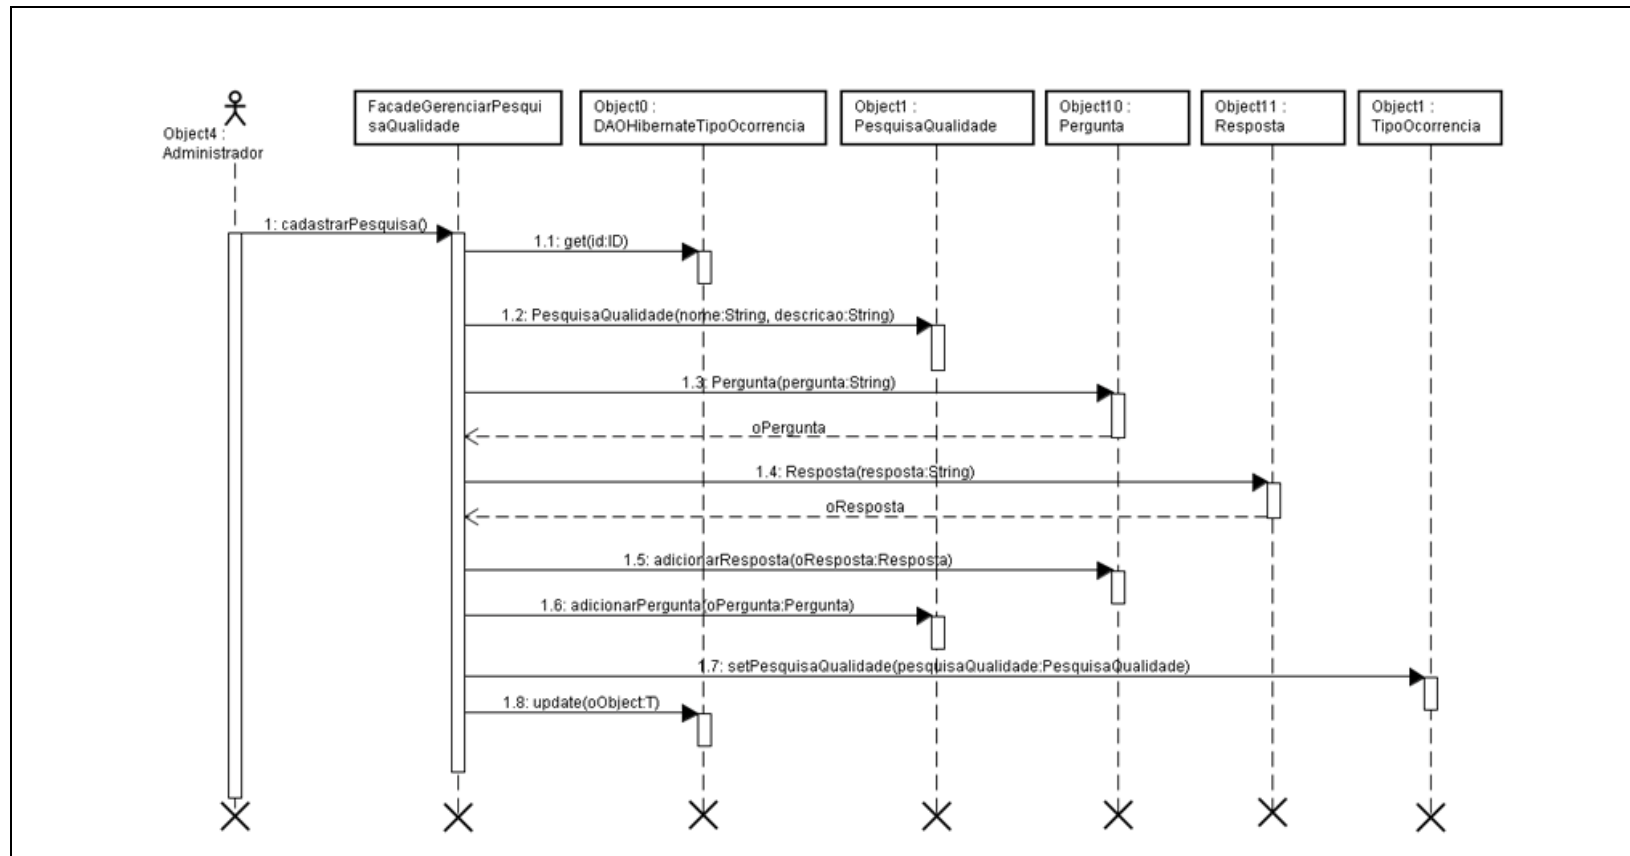 Object4 :
Administrador
FacadeGerenciarPesqui
saQualidade
Object0 :
DAOHibernateTipoOcorrencia
Object1 :
PesquisaQualidade
Object10 :
Pergunta
Object11 :
Resposta
Object1 :
TipoOcorrencia
1: cadastrarPesquisa()
1.1: get(id:ID)
1.2: PesquisaQualidade(nome:String, descricao:String)
1.3: Pergunta(pergunta:String)
oPergunta
1.4: Resposta(resposta:String)
oResposta
1.5: adicionarResposta(oResposta:Resposta)
1.6: adicionarPergunta(oPergunta:Pergunta)
1.7: setPesquisaQualidade(pesquisaQualidade:PesquisaQualidade)
1.8: update(oObject:T)